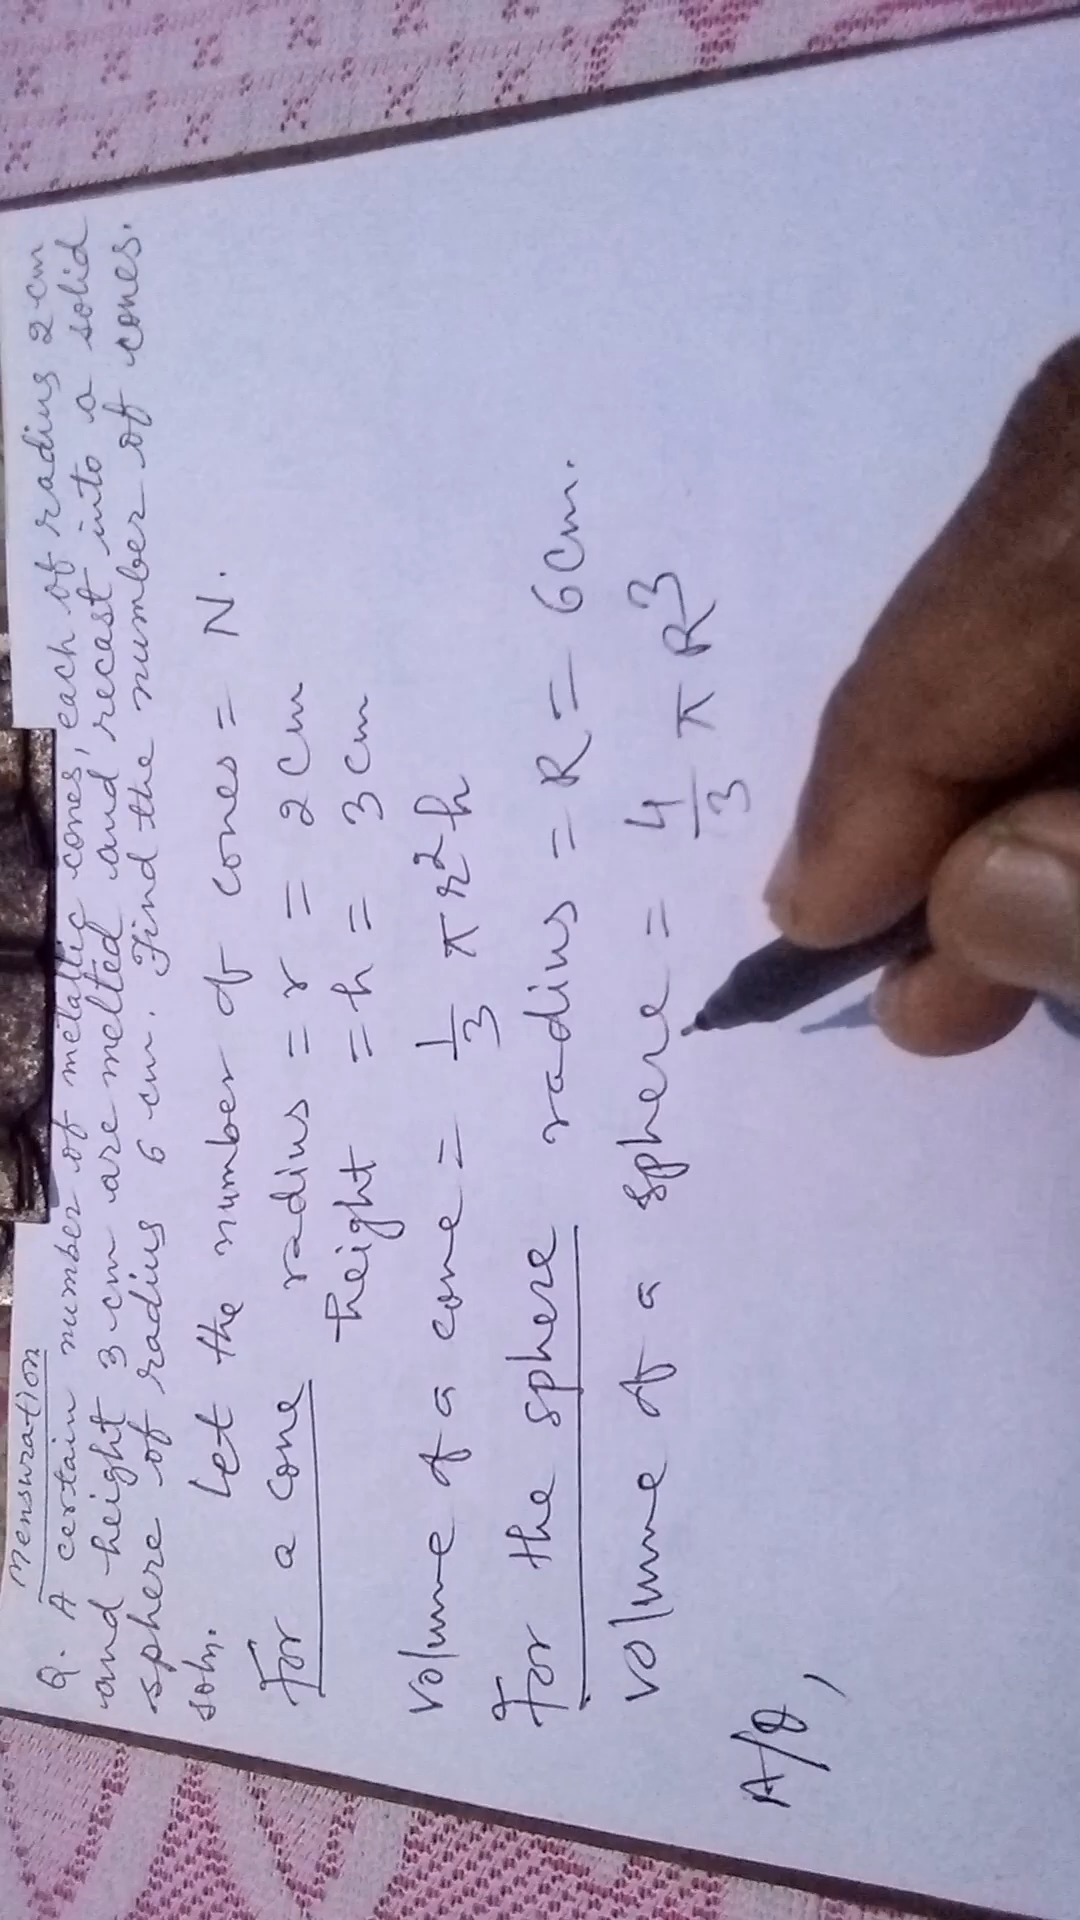 Mensuration
Q. A certain number of metallic cones, each of radius 2 cm
and height 3 cm are melted and recast into a solid
sphere of radius 6 cm. Find the number of cones.
soln. Let the number of cones = N.
For a cone radius = r = 2 cm
height = h = 3 cm
Volume of a cone = 1/3 π r²h
For the sphere radius = R = 6 cm.
Volume of a sphere = 4/3 π R³
A/Q,